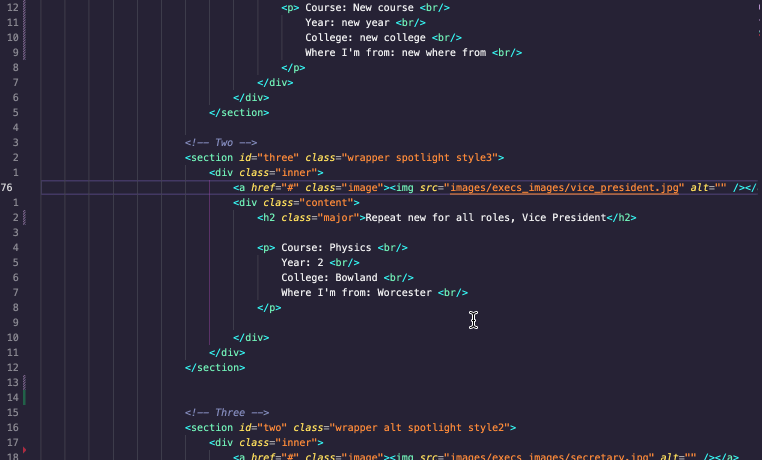 12 <p> Course: New course <br/>
11 Year: new year <br/>
10 College: new college <br/>
9 Where I'm from: new where from <br/>
8 </p>
7 </div>
6 </div>
5 </section>
4
3 <!-- Two -->
2 <section id="three" class="wrapper spotlight style3">
1 <div class="inner">
76 <a href="#" class="image"><img src="images/execs_images/vice_president.jpg" alt="" /></
1 <div class="content">
2 <h2 class="major">Repeat new for all roles, Vice President</h2>
3
4 <p> Course: Physics <br/>
5 Year: 2 <br/>
6 College: Bowland <br/>
7 Where I'm from: Worcester <br/>
8 </p>
9
10 </div>
11 </div>
12 </section>
13
14
15 <!-- Three -->
16 <section id="two" class="wrapper alt spotlight style2">
17 <div class="inner">
18 <a href="#" class="image"><img src="images/execs_images/secretary.jpg" alt="" /></a>